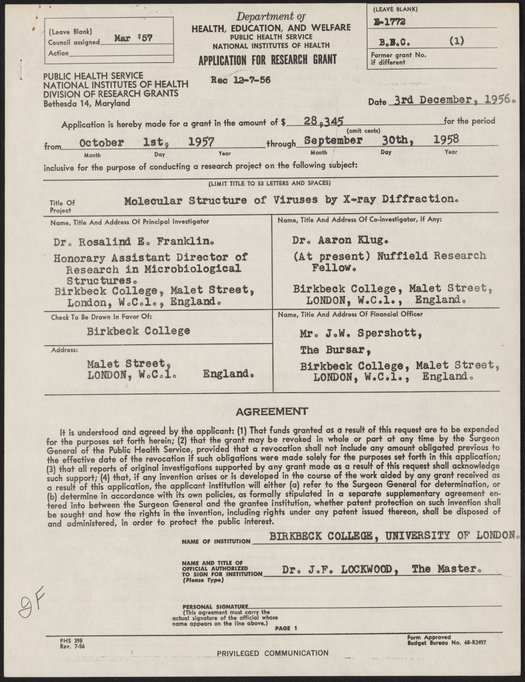 (Leave Blank)
Council assigned Mar '57
Action
Department of
HEALTH, EDUCATION, AND WELFARE
PUBLIC HEALTH SERVICE
NATIONAL INSTITUTES OF HEALTH
APPLICATION FOR RESEARCH GRANT
Rec 12-7-56
(LEAVE BLANK)
E-1772
B.B.C. (1)
Former grant No.
if different
PUBLIC HEALTH SERVICE
NATIONAL INSTITUTES OF HEALTH
DIVISION OF RESEARCH GRANTS
Bethesda 14, Maryland
Date 3rd December, 1956.
Application is hereby made for a grant in the amount of $ 28,345 for the period
(omit cents)
from October 1st, 1957 through September 30th, 1958
Month Day Year Month Day Year
inclusive for the purpose of conducting a research project on the following subject:
(LIMIT TITLE TO 53 LETTERS AND SPACES)
Title Of
Project
Molecular Structure of Viruses by X-ray Diffraction.
Name, Title And Address Of Principal Investigator
Dr. Rosalind E. Franklin.
Honorary Assistant Director of
Research in Microbiological
Structures.
Birkbeck College, Malet Street,
London, W.C.1., England.
Name, Title And Address Of Co-investigator, If Any:
Dr. Aaron Klug.
(At present) Nuffield Research
Fellow.
Birkbeck College, Malet Street,
LONDON, W.C.1., England.
Check To Be Drawn In Favor Of:
Birkbeck College
Address:
Malet Street,
LONDON, W.C.1. England.
Name, Title And Address Of Financial Officer
Mr. J.W. Spershott,
The Bursar,
Birkbeck College, Malet Street,
LONDON, W.C.1., England.
AGREEMENT
It is understood and agreed by the applicant: (1) That funds granted as a result of this request are to be expended
for the purposes set forth herein; (2) that the grant may be revoked in whole or part at any time by the Surgeon
General of the Public Health Service, provided that a revocation shall not include any amount obligated previous to
the effective date of the revocation if such obligations were made solely for the purposes set forth in this application;
(3) that all reports of original investigations supported by any grant made as a result of this request shall acknowledge
such support; (4) that, if any invention arises or is developed in the course of the work aided by any grant received as
a result of this application, the applicant institution will either (a) refer to the Surgeon General for determination, or
(b) determine in accordance with its own policies, as formally stipulated in a separate supplementary agreement en-
tered into between the Surgeon General and the grantee institution, whether patent protection on such invention shall
be sought and how the rights in the invention, including rights under any patent issued thereon, shall be disposed of
and administered, in order to protect the public interest.
NAME OF INSTITUTION BIRKBECK COLLEGE, UNIVERSITY OF LONDON.
NAME AND TITLE OF
OFFICIAL AUTHORIZED
TO SIGN FOR INSTITUTION Dr. J.F. LOCKWOOD, The Master.
(Please Type)
PERSONAL SIGNATURE
(This agreement must carry the
actual signature of the official whose
name appears on the line above.)
PAGE 1
PHS 398
Rev. 7-56
Form Approved
Budget Bureau No. 68-R2497
PRIVILEGED COMMUNICATION